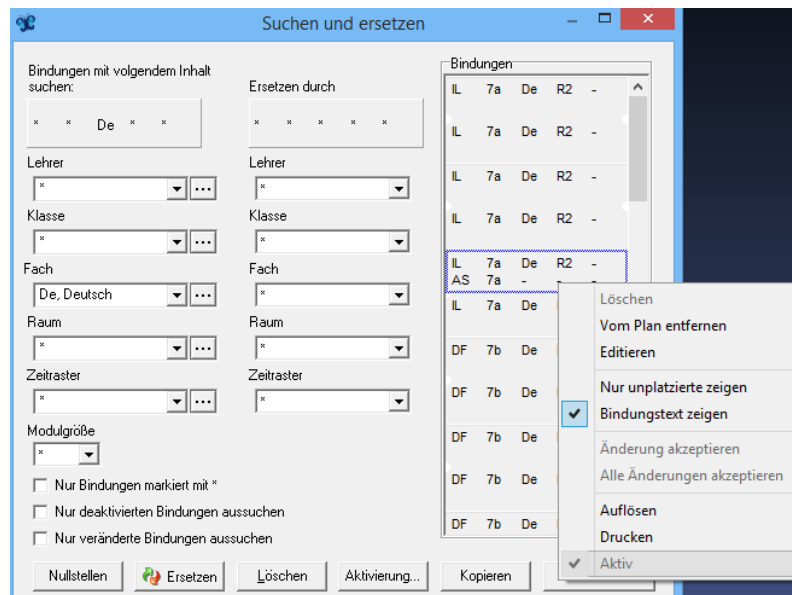 Suchen und ersetzen
Bindungen mit volgendem Inhalt
suchen:
* * De * *
Ersetzen durch
* * * * *
Lehrer
*
Lehrer
*
Klasse
*
Klasse
*
Fach
De, Deutsch
Fach
*
Raum
*
Raum
*
Zeitraster
*
Zeitraster
*
Modulgröße
*
Nur Bindungen markiert mit *
Nur deaktivierten Bindungen aussuchen
Nur veränderte Bindungen aussuchen
Bindungen
IL 7a De R2 -
IL 7a De R2 -
IL 7a De R2 -
IL 7a De R2 -
IL 7a De R2 -
AS 7a - - -
IL 7a De
DF 7b De
DF 7b De
DF 7b De
DF 7b De
DF 7b De
Löschen
Vom Plan entfernen
Editieren
Nur unplatzierte zeigen
Bindungstext zeigen
Änderung akzeptieren
Alle Änderungen akzeptieren
Auflösen
Drucken
Aktiv
Nullstellen Ersetzen Löschen Aktivierung... Kopieren